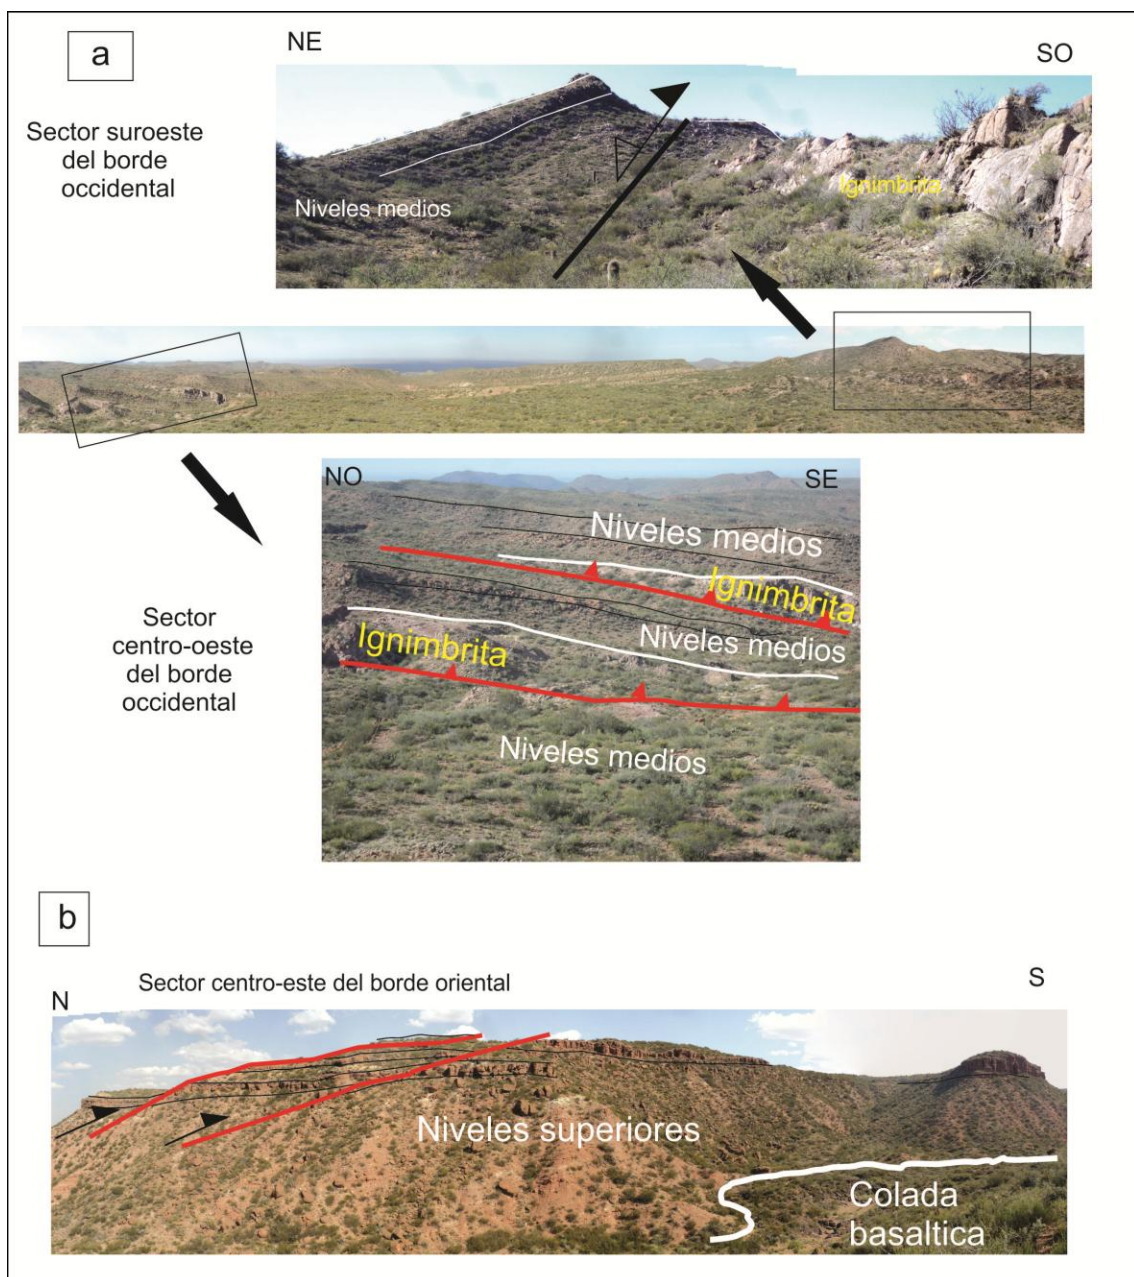 a
NE
SO
Sector suroeste
del borde
occidental
Niveles medios
Ignimbrita
NO
SE
Niveles medios
Ignimbrita
Niveles medios
Ignimbrita
Niveles medios
Sector
centro-oeste
del borde
occidental
b
Sector centro-este del borde oriental
N
S
Niveles superiores
Colada
basaltica